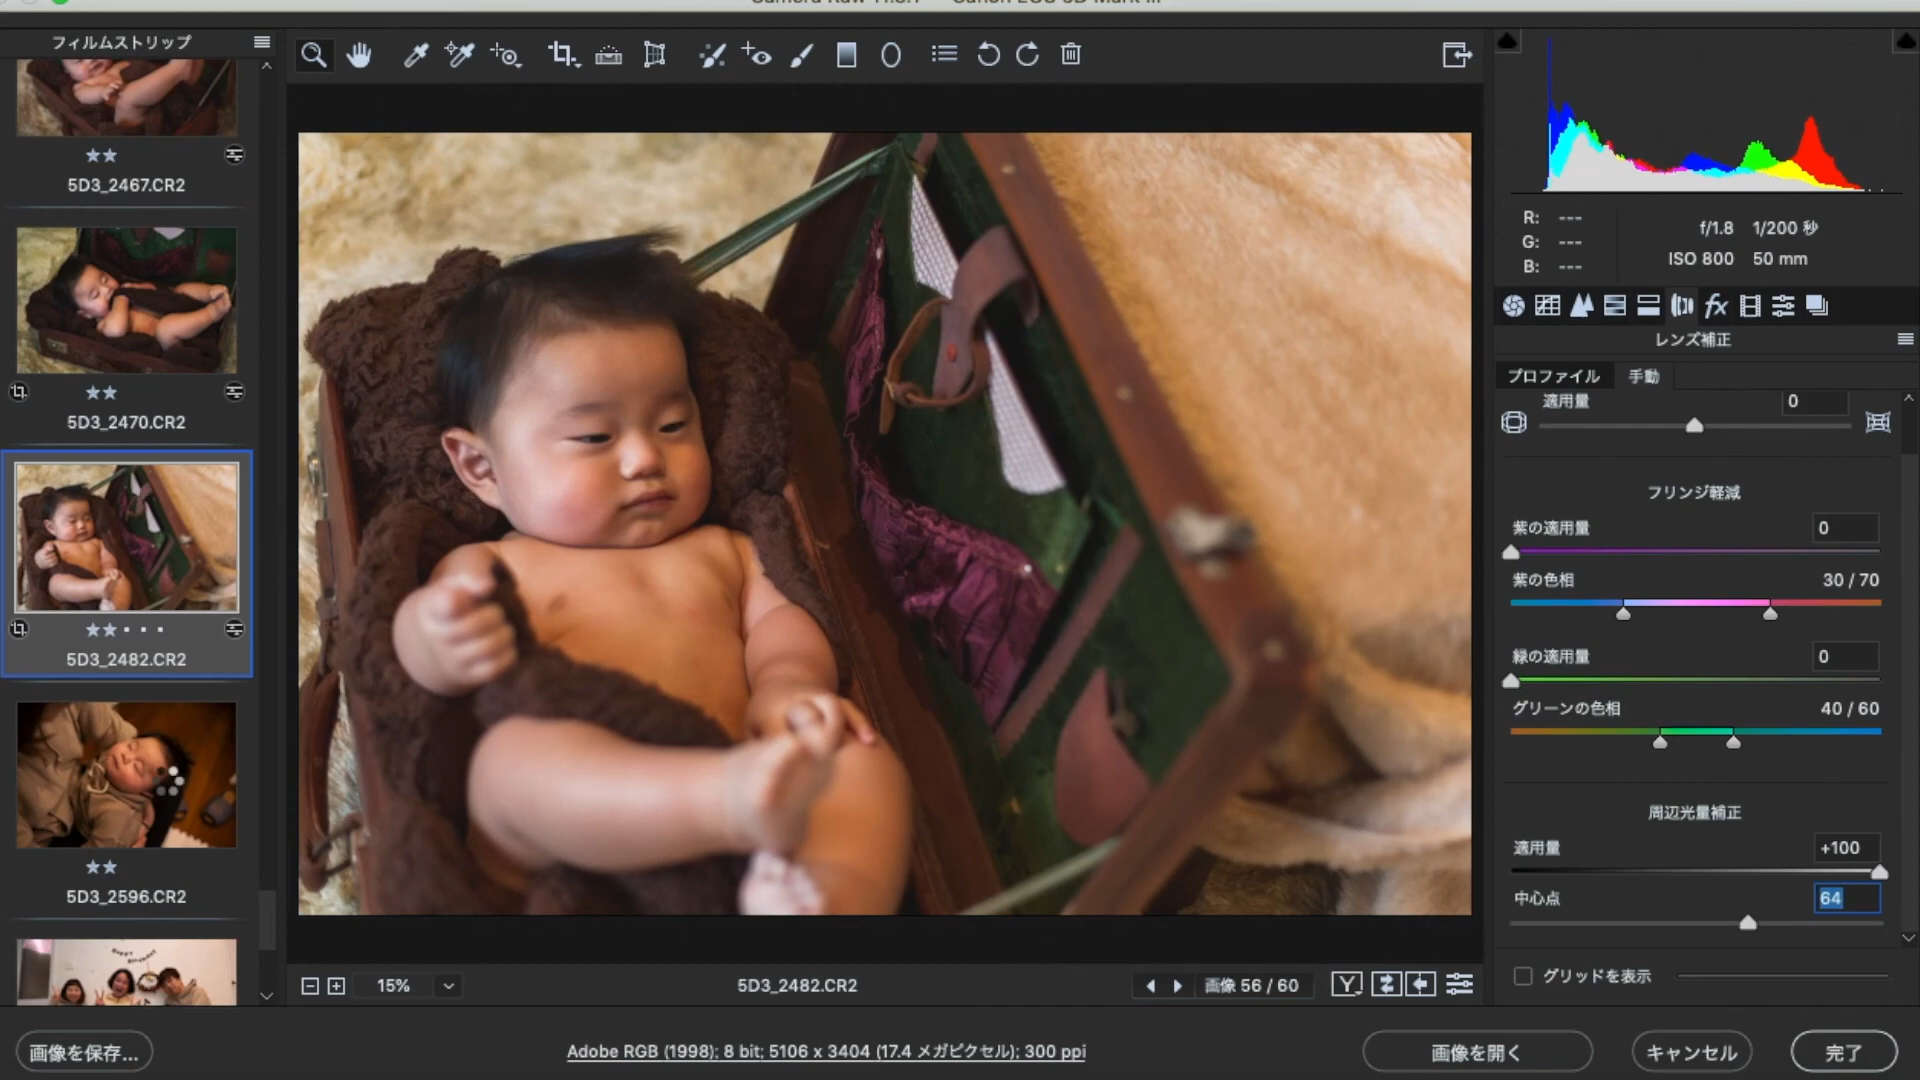 フィルムストリップ
5D3_2467.CR2
5D3_2470.CR2
5D3_2482.CR2
5D3_2596.CR2
R: ---
G: ---
B: ---
f/1.8 1/200 秒
ISO 800 50 mm
fx
レンズ補正
プロファイル 手動
適用量 0
フリンジ軽減
紫の適用量 0
紫の色相 30 / 70
緑の適用量 0
グリーンの色相 40 / 60
周辺光量補正
適用量 +100
中心点 64
グリッドを表示
15% 5D3_2482.CR2 画像 56 / 60 Y
画像を保存... Adobe RGB (1998); 8 bit; 5106 x 3404 (17.4 メガピクセル); 300 ppi 画像を開く キャンセル 完了